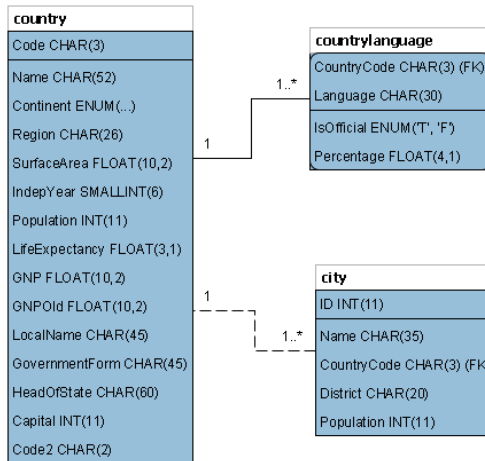 country
Code CHAR(3)
Name CHAR(52)
Continent ENUM(...)
Region CHAR(26)
SurfaceArea FLOAT(10,2)
IndepYear SMALLINT(6)
Population INT(11)
LifeExpectancy FLOAT(3,1)
GNP FLOAT(10,2)
GNPOld FLOAT(10,2)
LocalName CHAR(45)
GovernmentForm CHAR(45)
HeadOfState CHAR(60)
Capital INT(11)
Code2 CHAR(2)
1
1..*
countrylanguage
CountryCode CHAR(3) (FK)
Language CHAR(30)
IsOfficial ENUM('T', 'F')
Percentage FLOAT(4,1)
1
1..*
city
ID INT(11)
Name CHAR(35)
CountryCode CHAR(3) (FK
District CHAR(20)
Population INT(11)